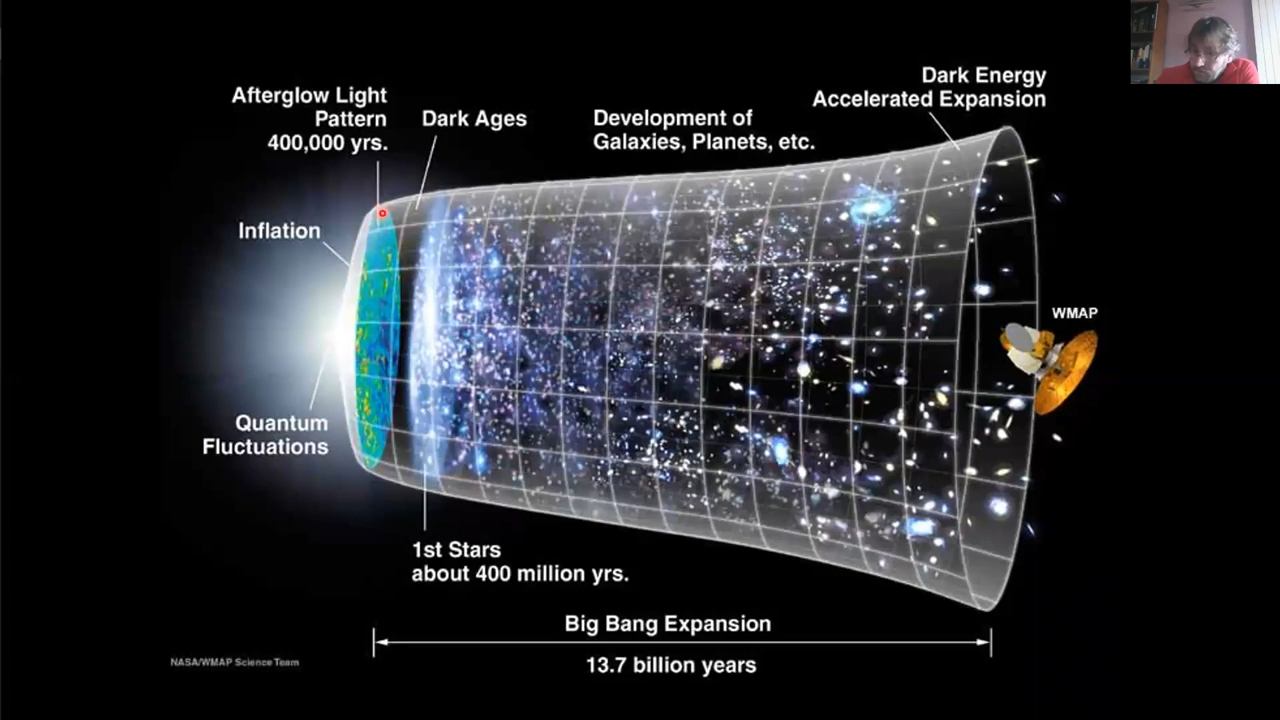 Dark Energy
Accelerated Expansion
Afterglow Light
Pattern
400,000 yrs.
Dark Ages
Development of
Galaxies, Planets, etc.
Inflation
WMAP
Quantum
Fluctuations
1st Stars
about 400 million yrs.
Big Bang Expansion
13.7 billion years
NASA/WMAP Science Team